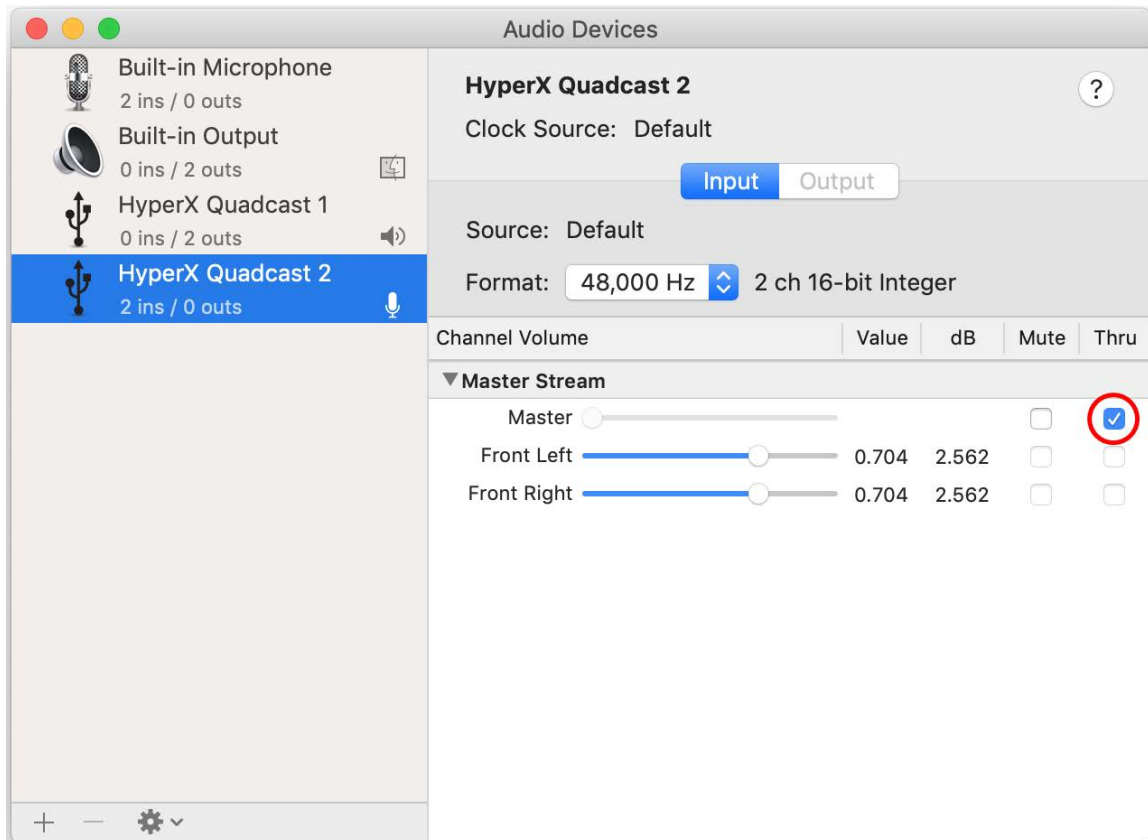 Audio Devices
Built-in Microphone
2 ins / 0 outs
Built-in Output
0 ins / 2 outs
HyperX Quadcast 1
0 ins / 2 outs
HyperX Quadcast 2
2 ins / 0 outs
HyperX Quadcast 2
?
Clock Source: Default
Input Output
Source: Default
Format: 48,000 Hz 2 ch 16-bit Integer
Channel Volume Value dB Mute Thru
Master Stream
Master
Front Left 0.704 2.562
Front Right 0.704 2.562